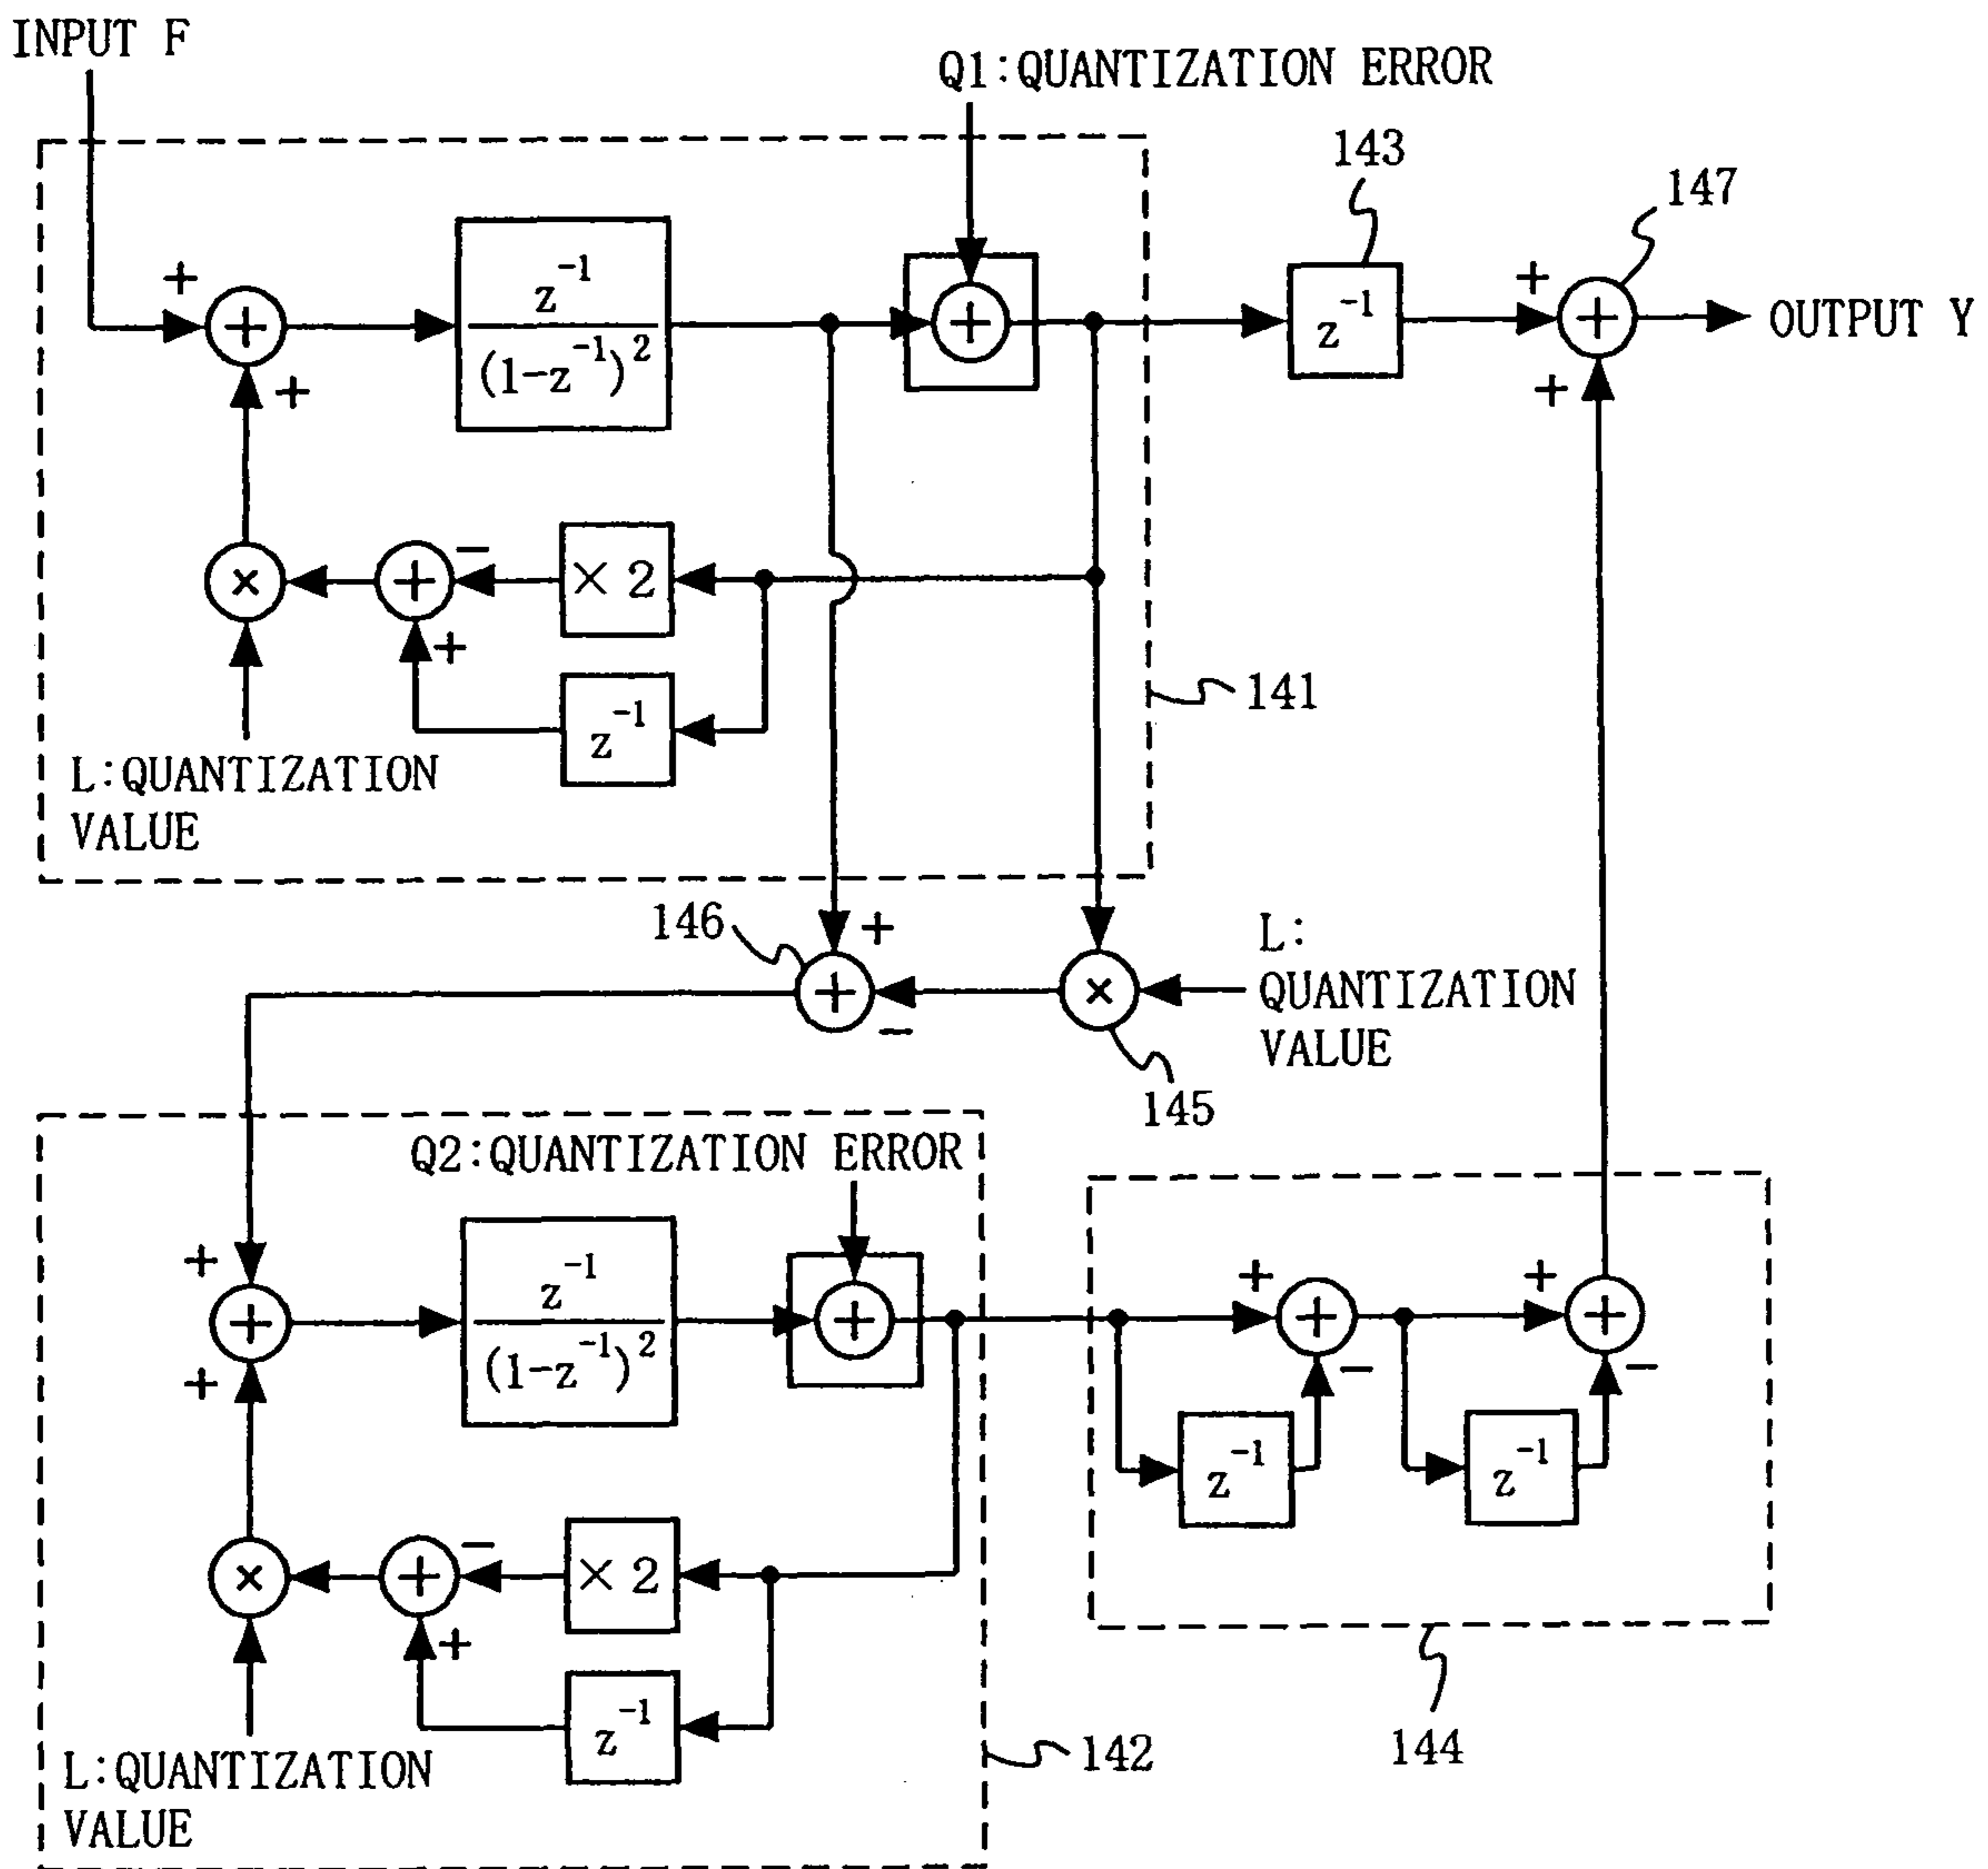 INPUT F
Q1:QUANTIZATION ERROR
143
147
+
+
z⁻¹
(1-z⁻¹)²
+
z⁻¹
+
+
+
OUTPUT Y
+
×
+
−
× 2
+
z⁻¹
141
L:QUANTIZATION
VALUE
146
+
+
−
×
L:
QUANTIZATION
VALUE
145
Q2:QUANTIZATION ERROR
+
+
+
z⁻¹
(1-z⁻¹)²
+
+
+
−
+
+
−
z⁻¹
z⁻¹
×
+
−
× 2
+
z⁻¹
144
142
L:QUANTIZATION
VALUE